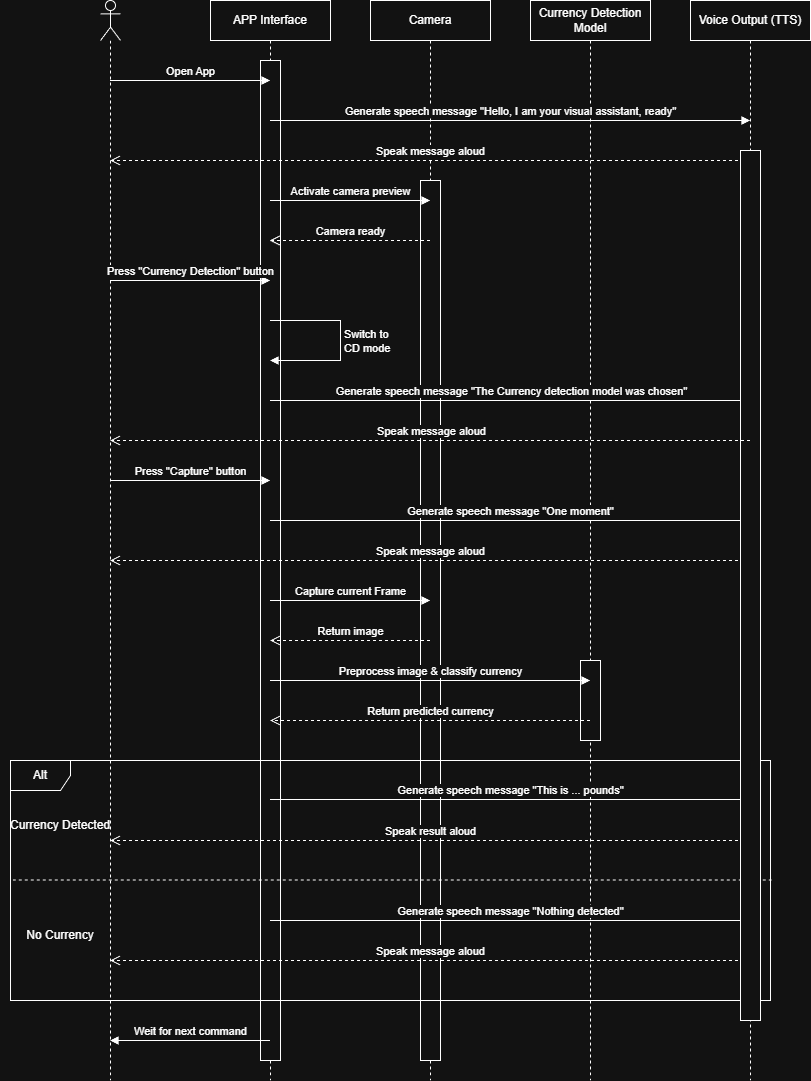 APP Interface
Camera
Currency Detection
Model
Voice Output (TTS)
Open App
Generate speech message "Hello, I am your visual assistant, ready"
Speak message aloud
Activate camera preview
Camera ready
Press "Currency Detection" button
Switch to
CD mode
Generate speech message "The Currency detection model was chosen"
Speak message aloud
Press "Capture" button
Generate speech message "One moment"
Speak message aloud
Capture current Frame
Return image
Preprocess image & classify currency
Return predicted currency
Alt
Generate speech message "This is ... pounds"
Currency Detected
Speak result aloud
Generate speech message "Nothing detected"
No Currency
Speak message aloud
Weit for next command